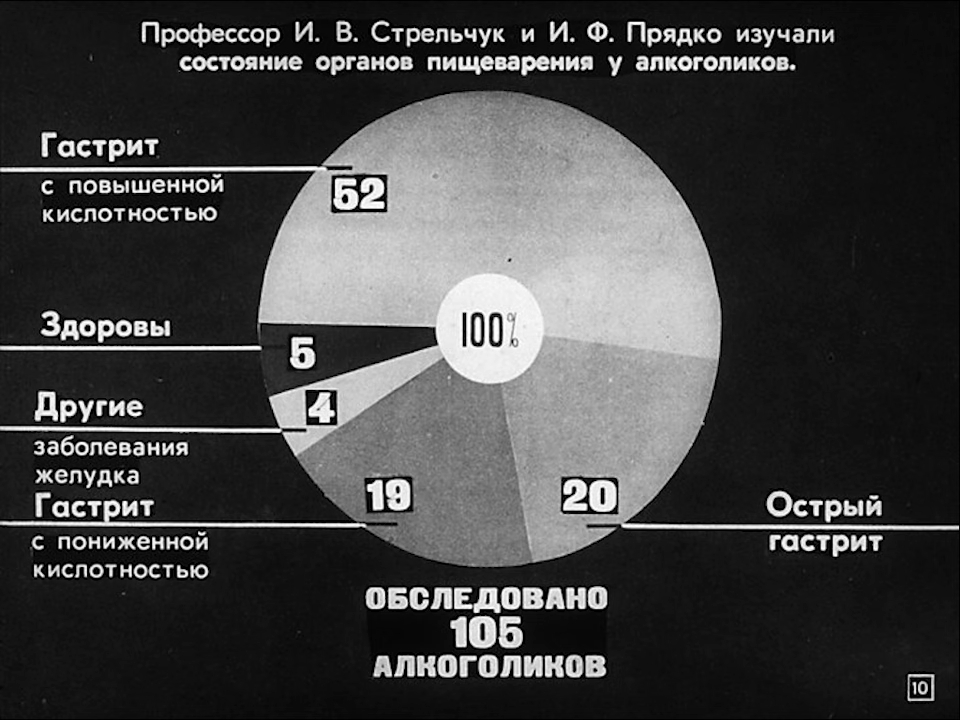 Профессор И. В. Стрельчук и И. Ф. Прядко изучали
состояние органов пищеварения у алкоголиков.
Гастрит
с повышенной
кислотностью
52
100%
Здоровы
5
Другие
заболевания
желудка
4
Гастрит
с пониженной
кислотностью
19
20
Острый
гастрит
ОБСЛЕДОВАНО
105
АЛКОГОЛИКОВ
10